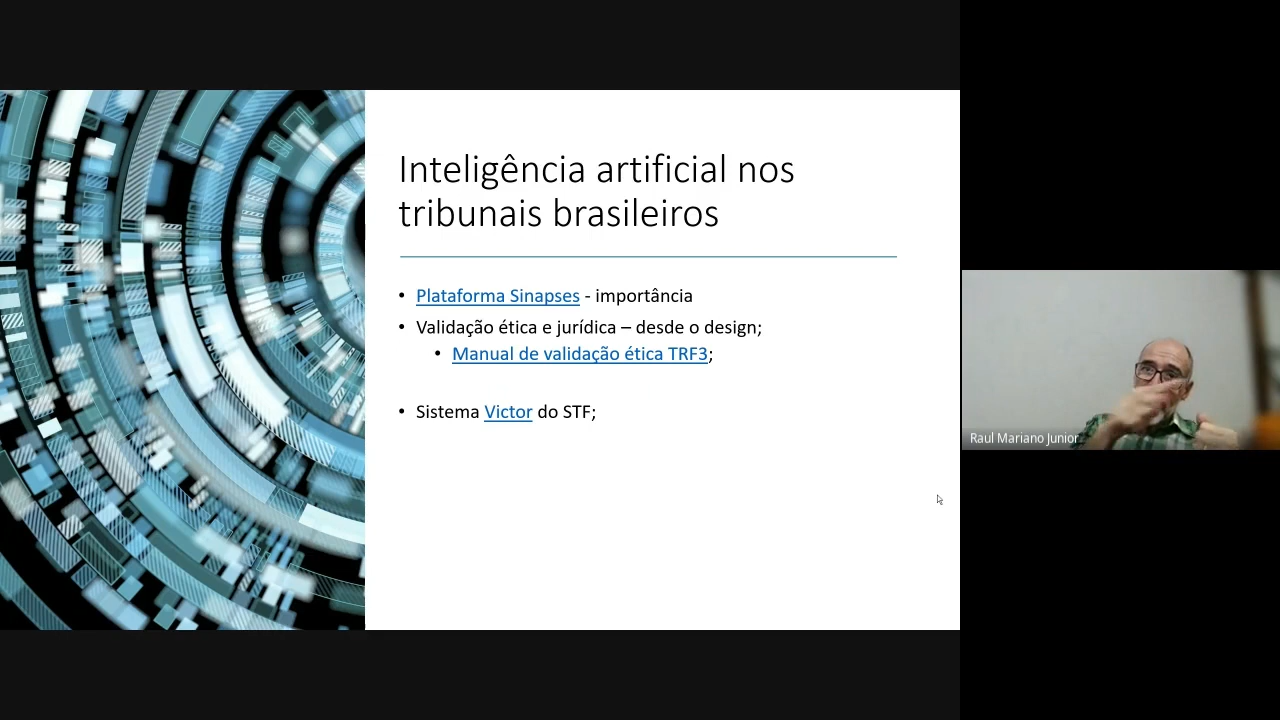 Inteligência artificial nos
tribunais brasileiros
• Plataforma Sinapses - importância
• Validação ética e jurídica – desde o design;
• Manual de validação ética TRF3;
• Sistema Victor do STF;
Raul Mariano Junior